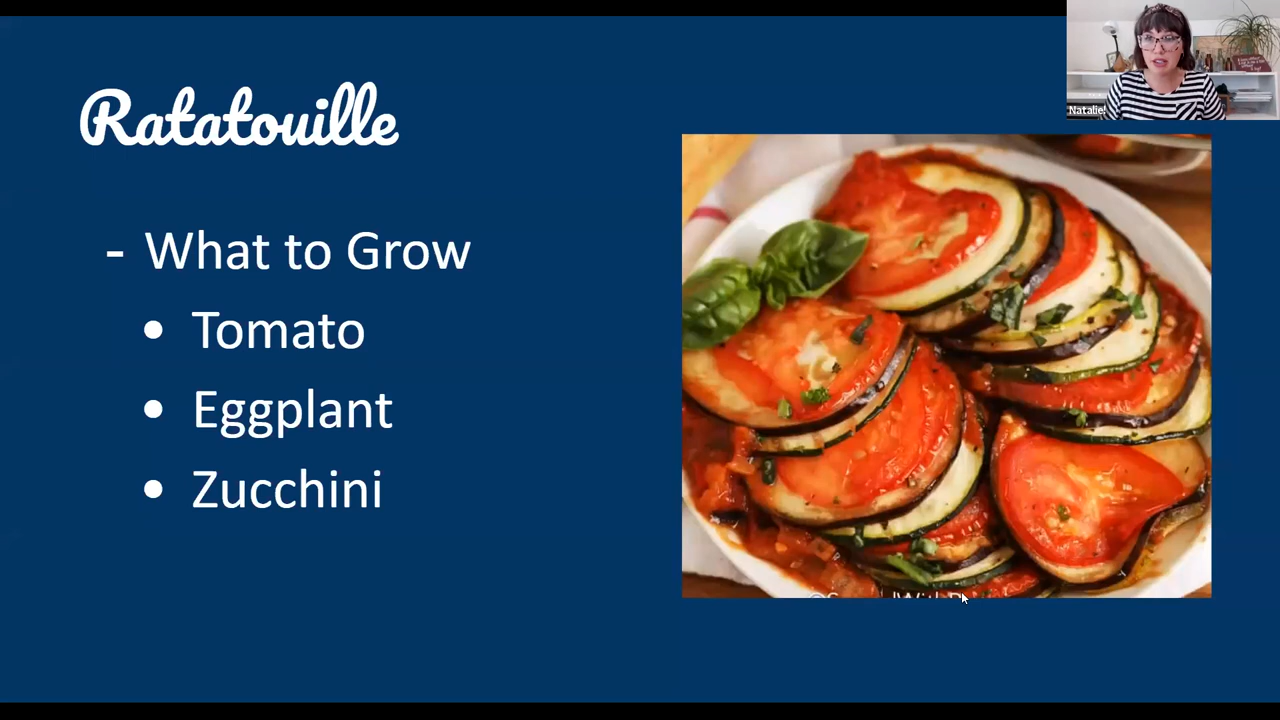 Ratatouille
- What to Grow
• Tomato
• Eggplant
• Zucchini
Natalie